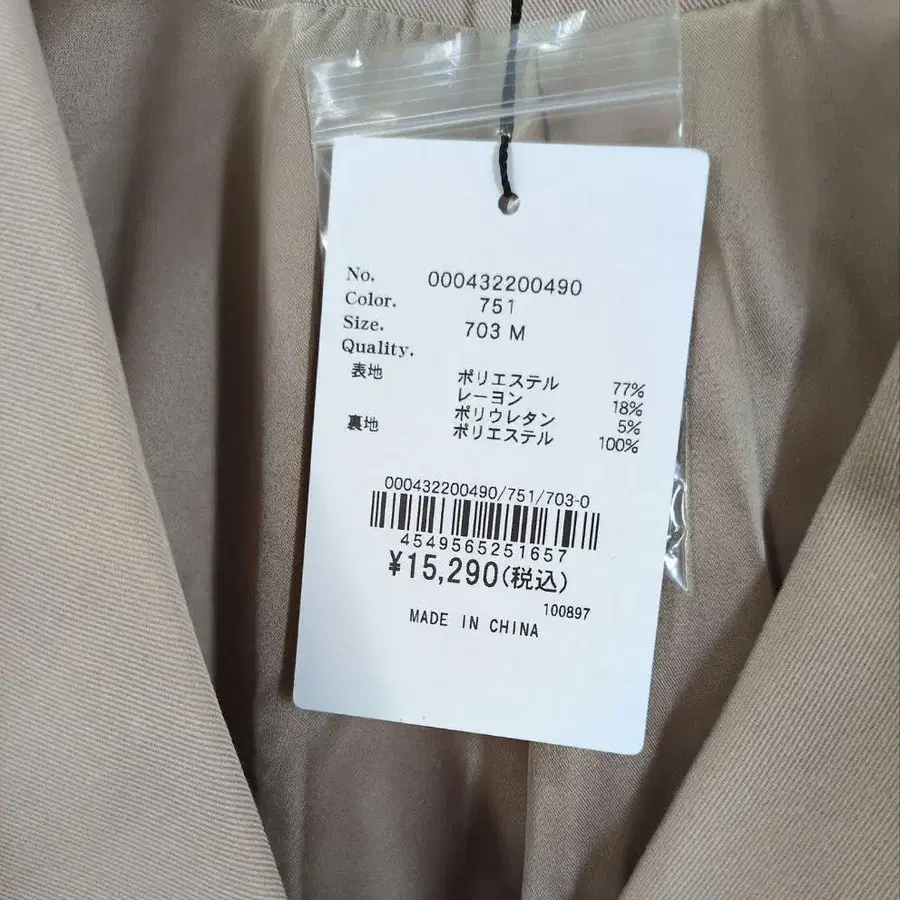 No. 000432200490
Color. 751
Size. 703 M
Quality.
表地 ポリエステル 77%
レーヨン 18%
ポリウレタン 5%
裏地 ポリエステル 100%
000432200490/751/703-0
4549565251657
¥15,290(税込)
100897
MADE IN CHINA